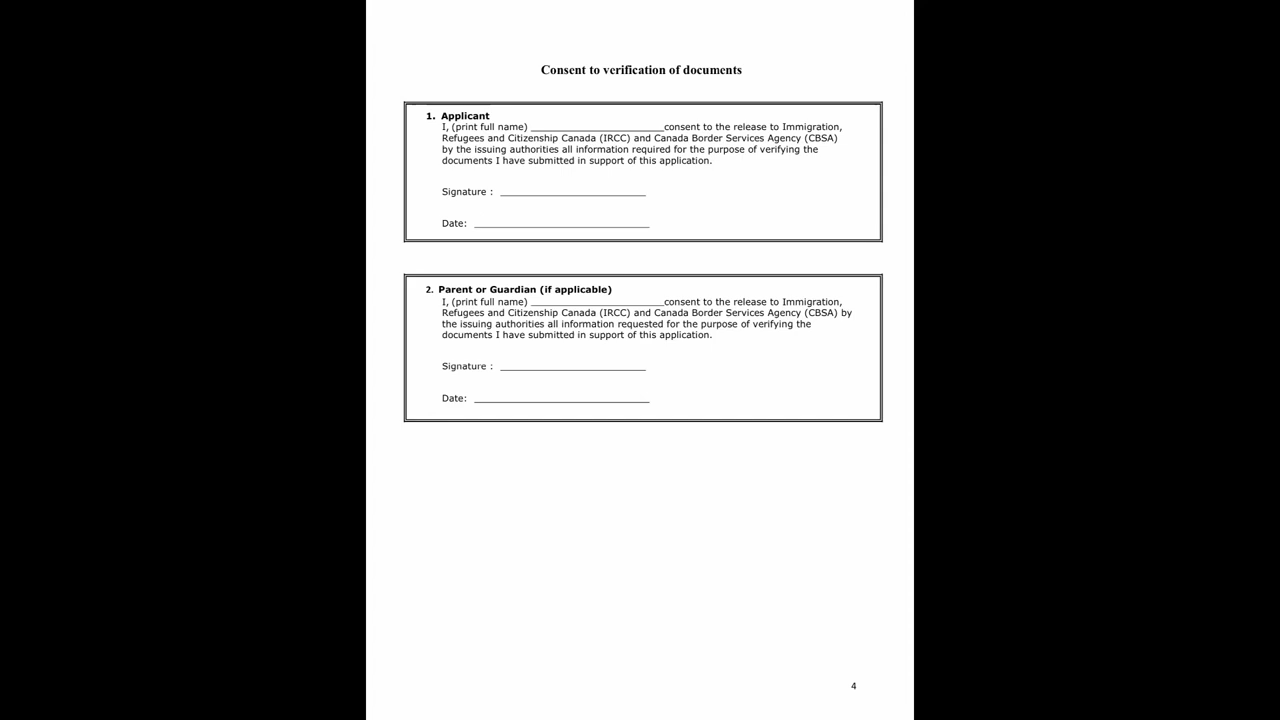 Consent to verification of documents
1. Applicant
I, (print full name) ________________________consent to the release to Immigration,
Refugees and Citizenship Canada (IRCC) and Canada Border Services Agency (CBSA)
by the issuing authorities all information required for the purpose of verifying the
documents I have submitted in support of this application.
Signature : __________________________
Date: _______________________________
2. Parent or Guardian (if applicable)
I, (print full name) ________________________consent to the release to Immigration,
Refugees and Citizenship Canada (IRCC) and Canada Border Services Agency (CBSA) by
the issuing authorities all information requested for the purpose of verifying the
documents I have submitted in support of this application.
Signature : __________________________
Date: _______________________________
4